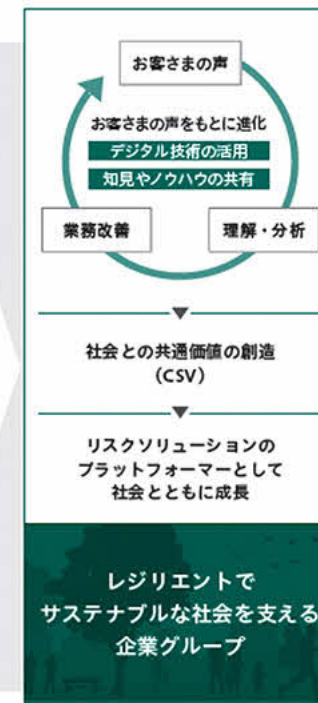 お客さまの声
お客さまの声をもとに進化
デジタル技術の活用
知見やノウハウの共有
業務改善
理解・分析
社会との共通価値の創造
（CSV）
リスクソリューションの
プラットフォーマーとして
社会とともに成長
レジリエントで
サステナブルな社会を支える
企業グループ